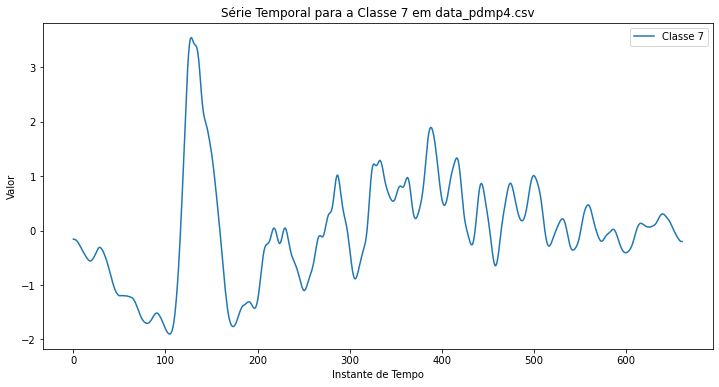 Série Temporal para a Classe 7 em data_pdmp4.csv
Classe 7
Valor
3
2
1
0
−1
−2
0 100 200 300 400 500 600
Instante de Tempo